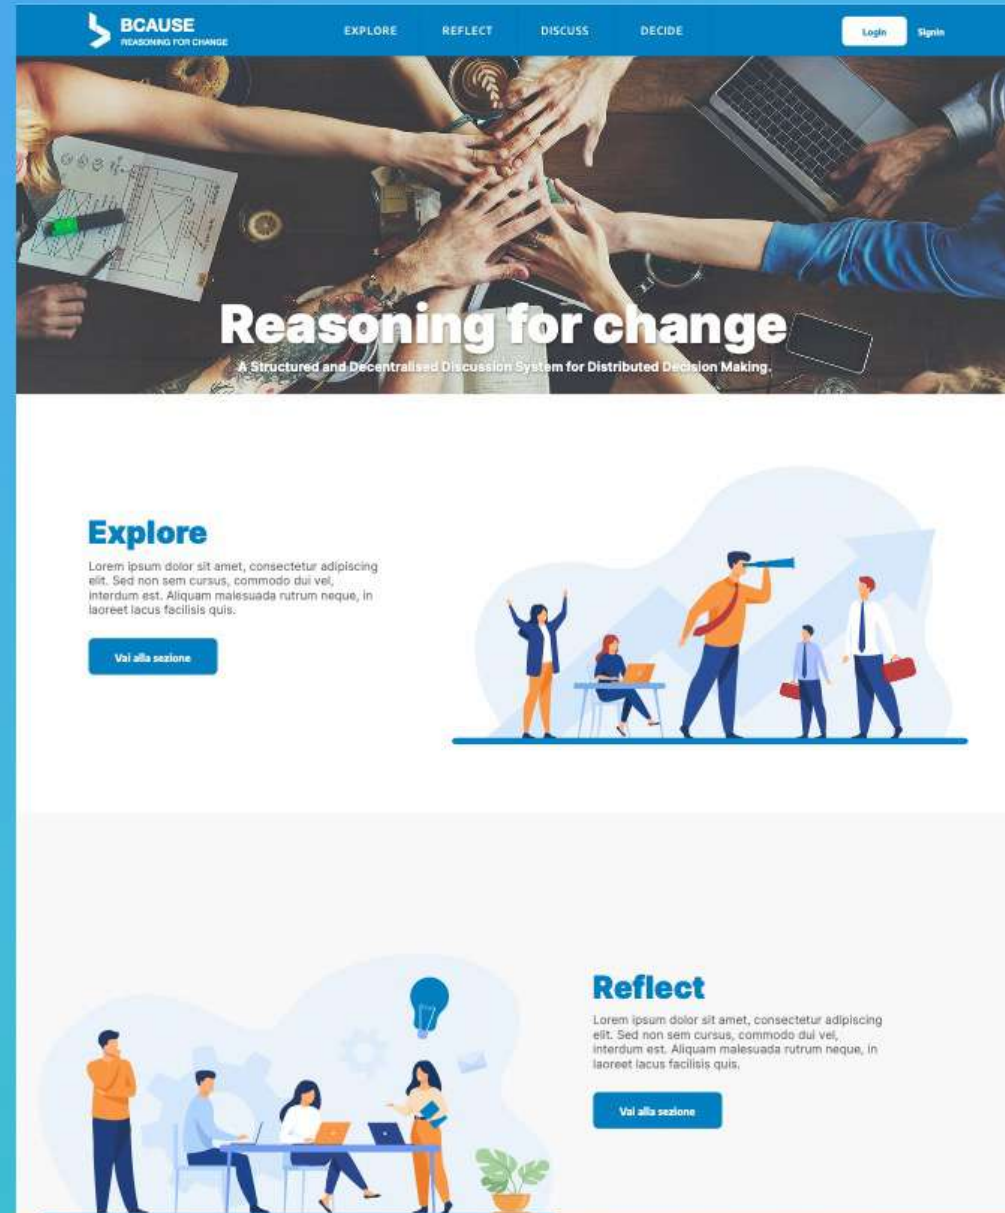 BCAUSE
REASONING FOR CHANGE
EXPLORE
REFLECT
DISCUSS
DECIDE
Login
Signin
Reasoning for change
A Structured and Decentralised Discussion System for Distributed Decision Making.
Explore
Lorem ipsum dolor sit amet, consectetur adipiscing
elit. Sed non sem cursus, commodo dui vel,
interdum est. Aliquam malesuada rutrum neque, in
laoreet lacus facilisis quis.
Vai alla sezione
Reflect
Lorem ipsum dolor sit amet, consectetur adipiscing
elit. Sed non sem cursus, commodo dui vel,
interdum est. Aliquam malesuada rutrum neque, in
laoreet lacus facilisis quis.
Vai alla sezione